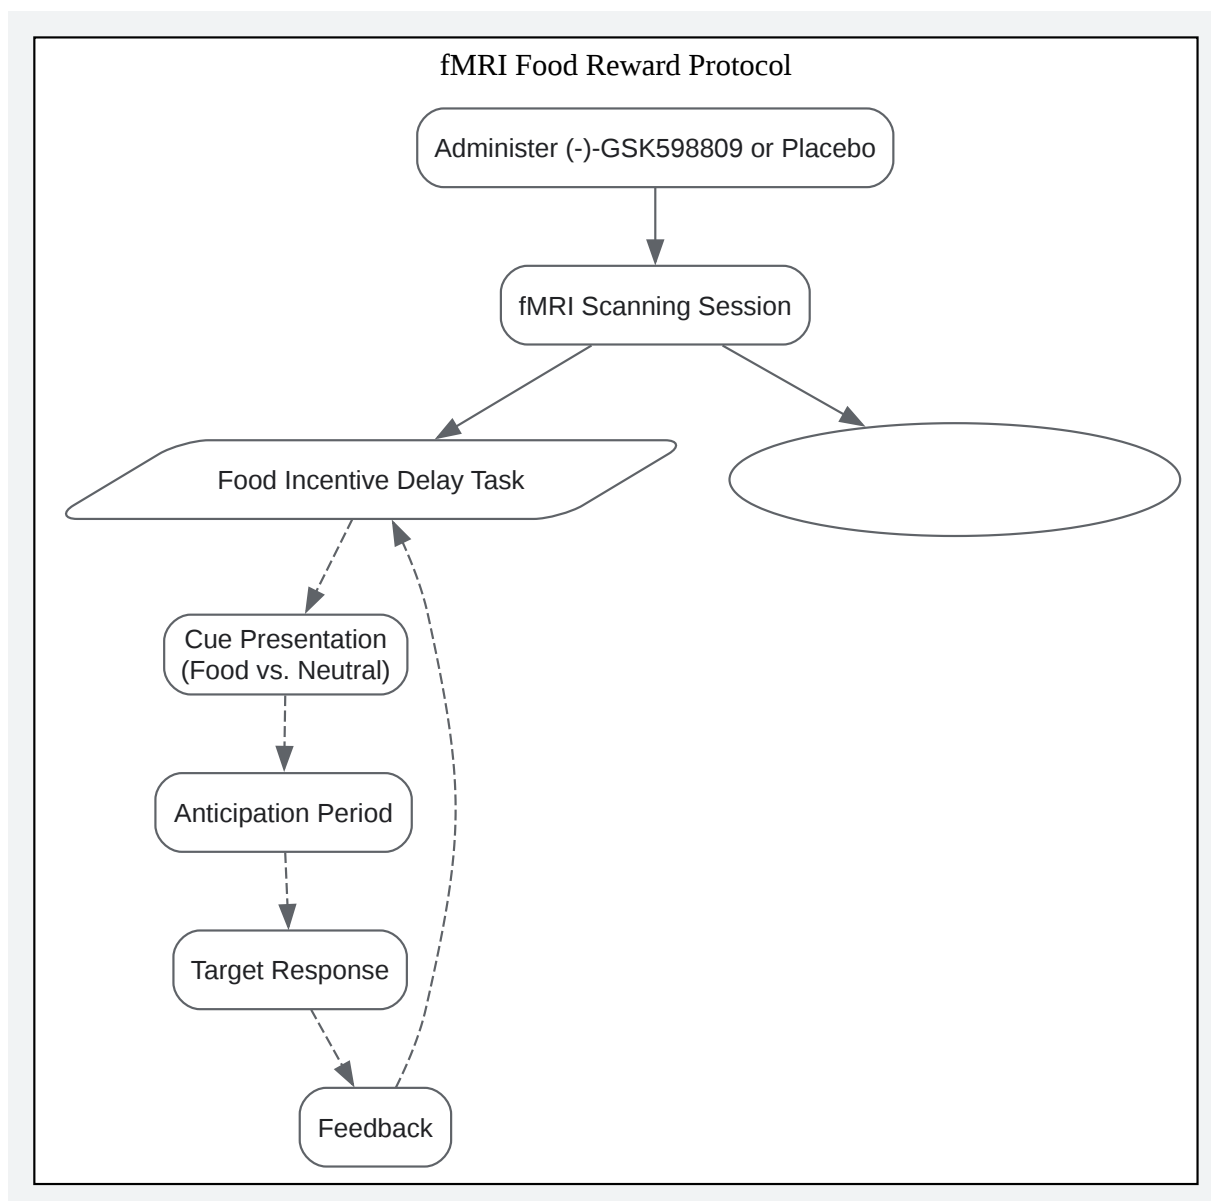 fMRI Food Reward Protocol
Administer (-)-GSK598809 or Placebo
fMRI Scanning Session
Food Incentive Delay Task
Cue Presentation
(Food vs. Neutral)
Anticipation Period
Target Response
Feedback